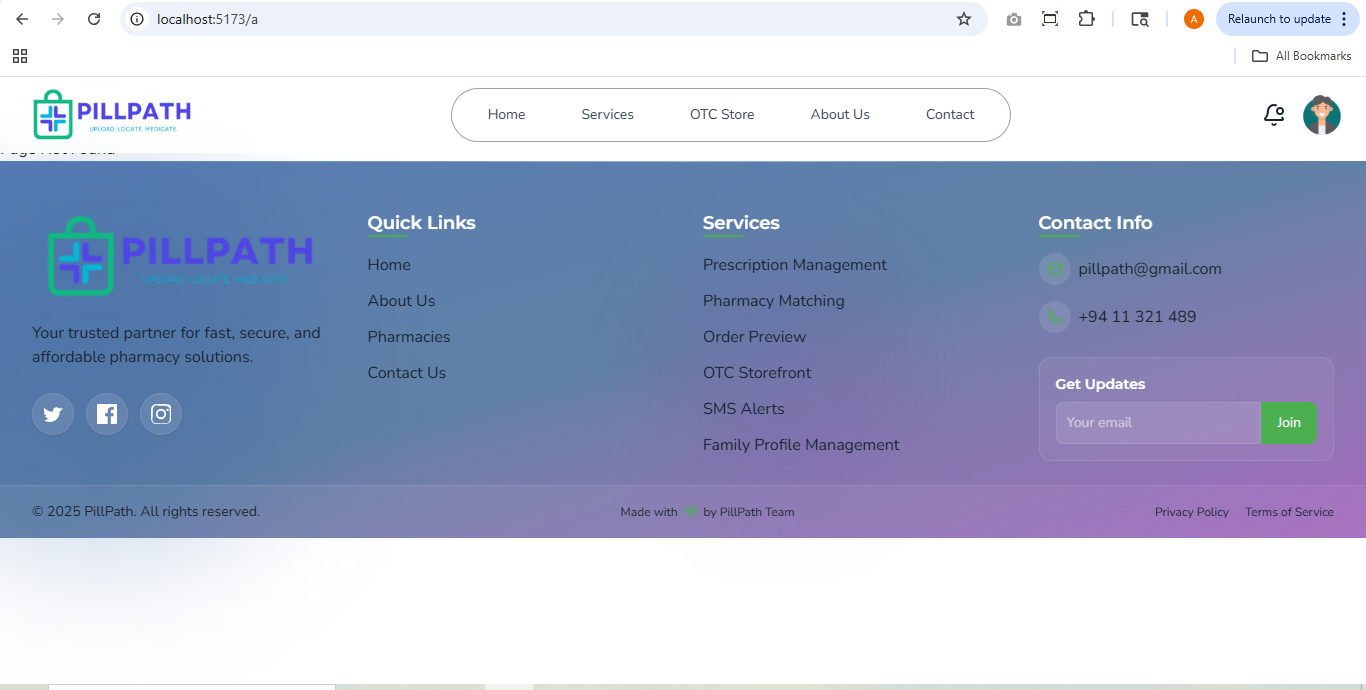 localhost:5173/a
A
Relaunch to update
All Bookmarks
PILLPATH
UPLOAD. LOCATE. MEDICATE.
Home
Services
OTC Store
About Us
Contact
Page Not Found
PILLPATH
UPLOAD. LOCATE. MEDICATE.
Your trusted partner for fast, secure, and
affordable pharmacy solutions.
Quick Links
Home
About Us
Pharmacies
Contact Us
Services
Prescription Management
Pharmacy Matching
Order Preview
OTC Storefront
SMS Alerts
Family Profile Management
Contact Info
pillpath@gmail.com
+94 11 321 489
Get Updates
Your email
Join
© 2025 PillPath. All rights reserved.
Made with 💚 by PillPath Team
Privacy Policy
Terms of Service